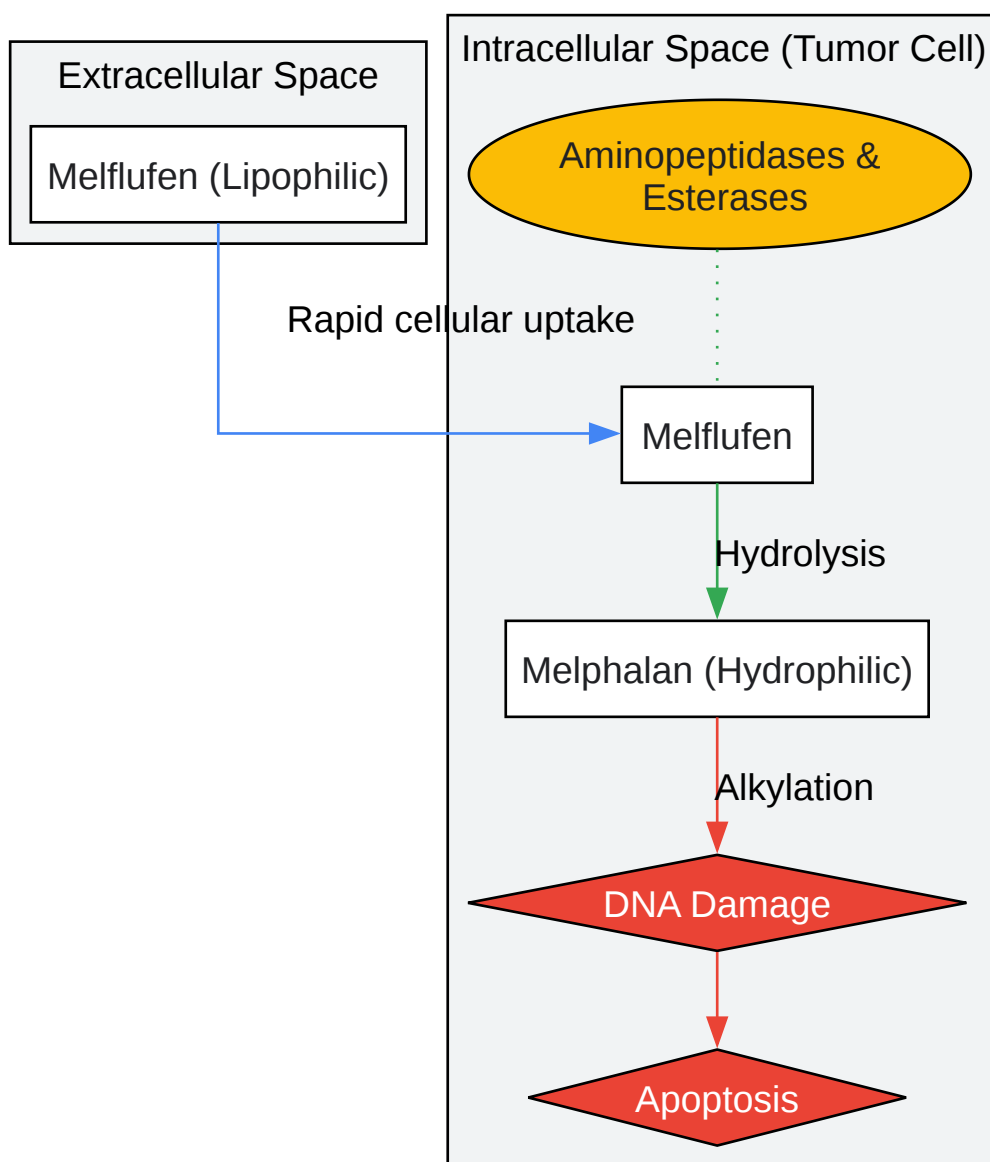 Extracellular Space
Melflufen (Lipophilic)
Intracellular Space (Tumor Cell)
Aminopeptidases &
Esterases
Rapid cellular uptake
Melflufen
Hydrolysis
Melphalan (Hydrophilic)
Alkylation
DNA Damage
Apoptosis